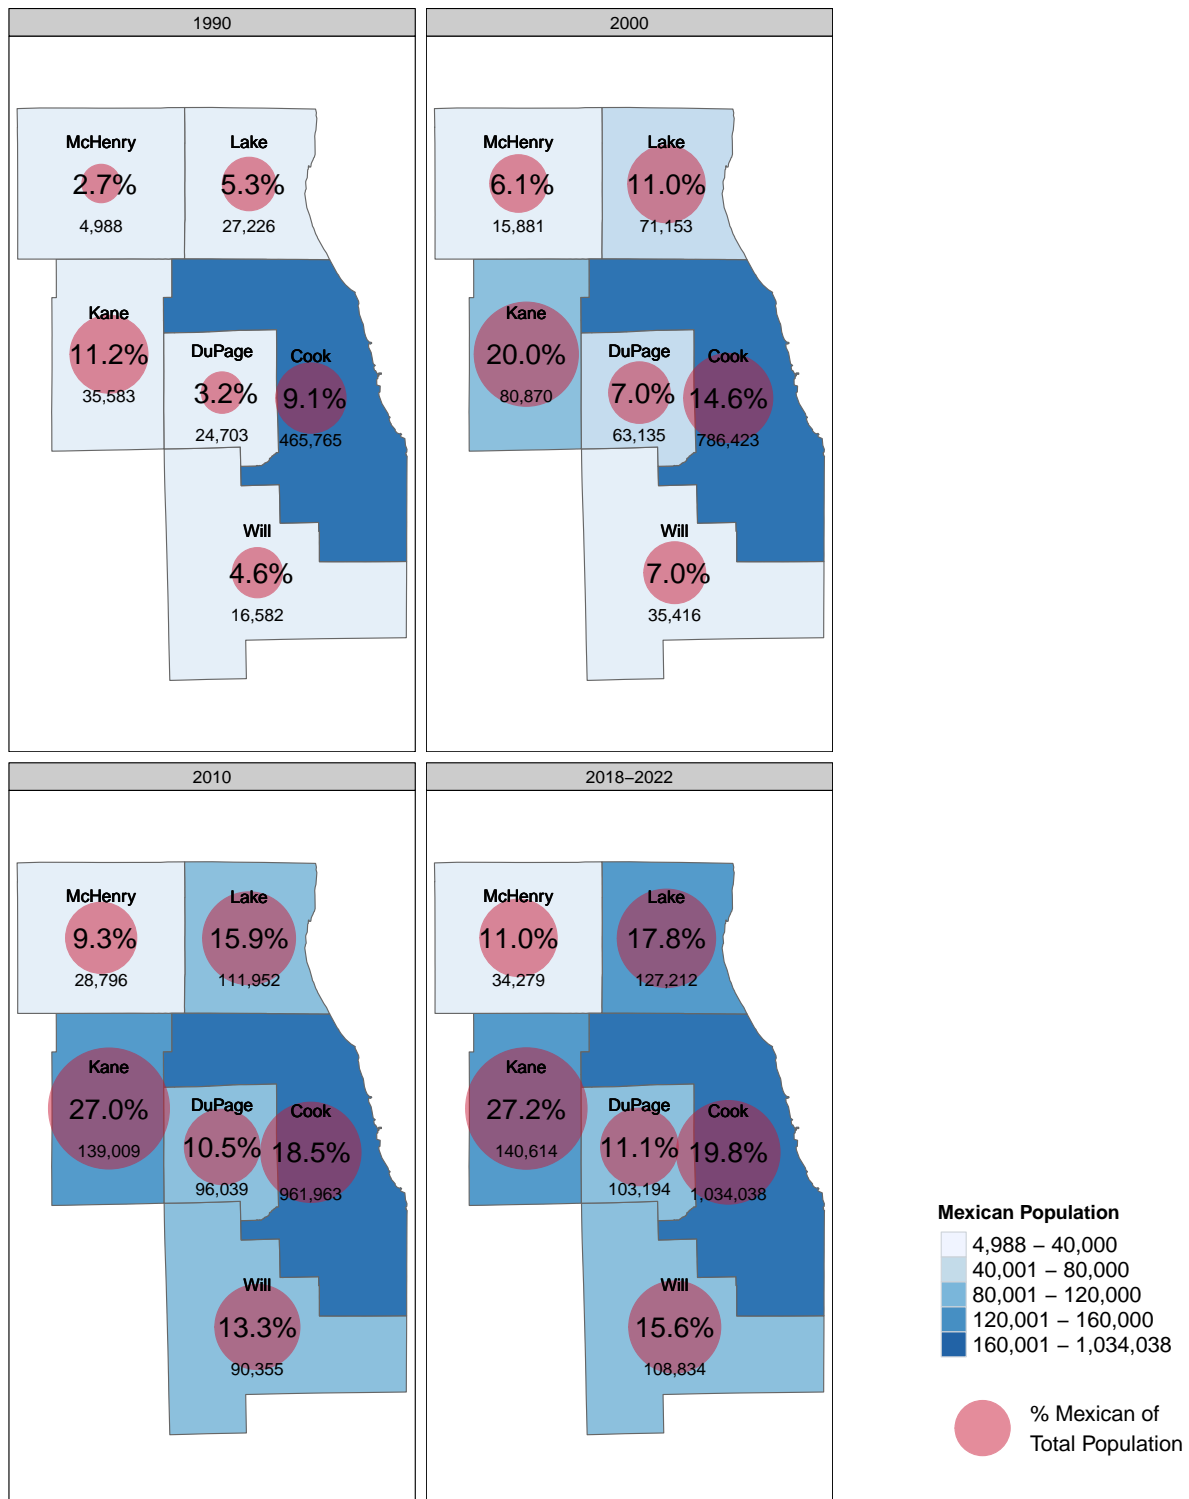 1990
McHenry
2.7%
4,988
Lake
5.3%
27,226
Kane
11.2%
35,583
DuPage
3.2%
24,703
Cook
9.1%
465,765
Will
4.6%
16,582
2000
McHenry
6.1%
15,881
Lake
11.0%
71,153
Kane
20.0%
80,870
DuPage
7.0%
63,135
Cook
14.6%
786,423
Will
7.0%
35,416
2010
McHenry
9.3%
28,796
Lake
15.9%
111,952
Kane
27.0%
139,009
DuPage
10.5%
96,039
Cook
18.5%
961,963
Will
13.3%
90,355
2018–2022
McHenry
11.0%
34,279
Lake
17.8%
127,212
Kane
27.2%
140,614
DuPage
11.1%
103,194
Cook
19.8%
1,034,038
Will
15.6%
108,834
Mexican Population
4,988 – 40,000
40,001 – 80,000
80,001 – 120,000
120,001 – 160,000
160,001 – 1,034,038
% Mexican of
Total Population